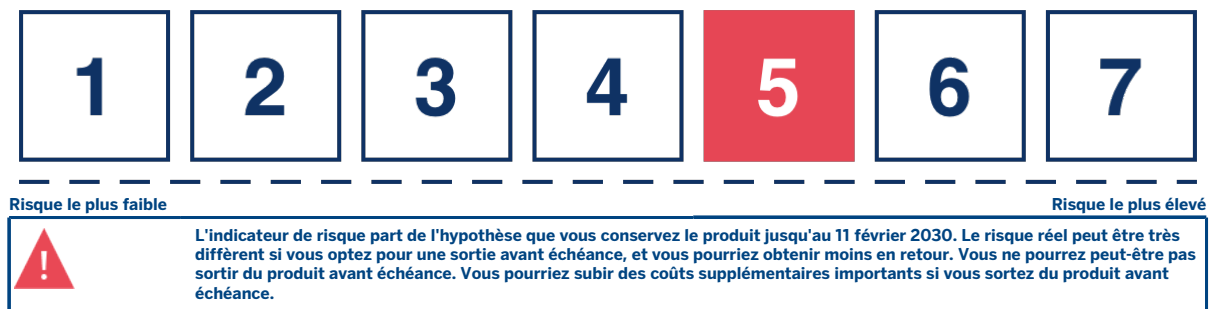 1 2 3 4 5 6 7
Risque le plus faible Risque le plus élevé
L'indicateur de risque part de l'hypothèse que vous conservez le produit jusqu'au 11 février 2030. Le risque réel peut être très
différent si vous optez pour une sortie avant échéance, et vous pourriez obtenir moins en retour. Vous ne pourrez peut-être pas
sortir du produit avant échéance. Vous pourriez subir des coûts supplémentaires importants si vous sortez du produit avant
échéance.
!